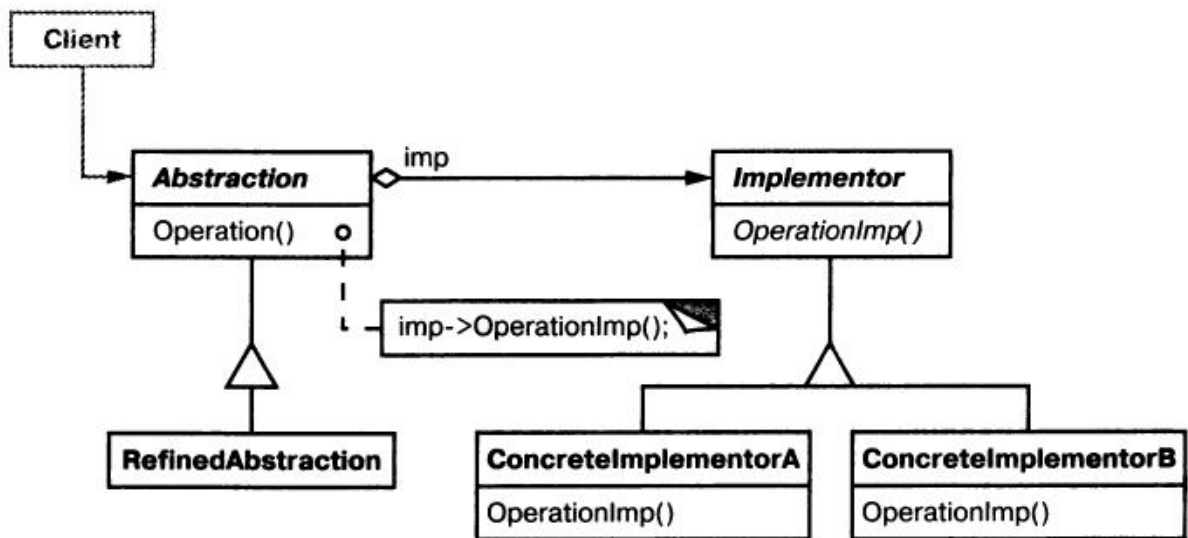 Client
Abstraction
imp
Implementor
Operation()
OperationImp()
imp->OperationImp();
RefinedAbstraction
ConcreteImplementorA
ConcreteImplementorB
OperationImp()
OperationImp()